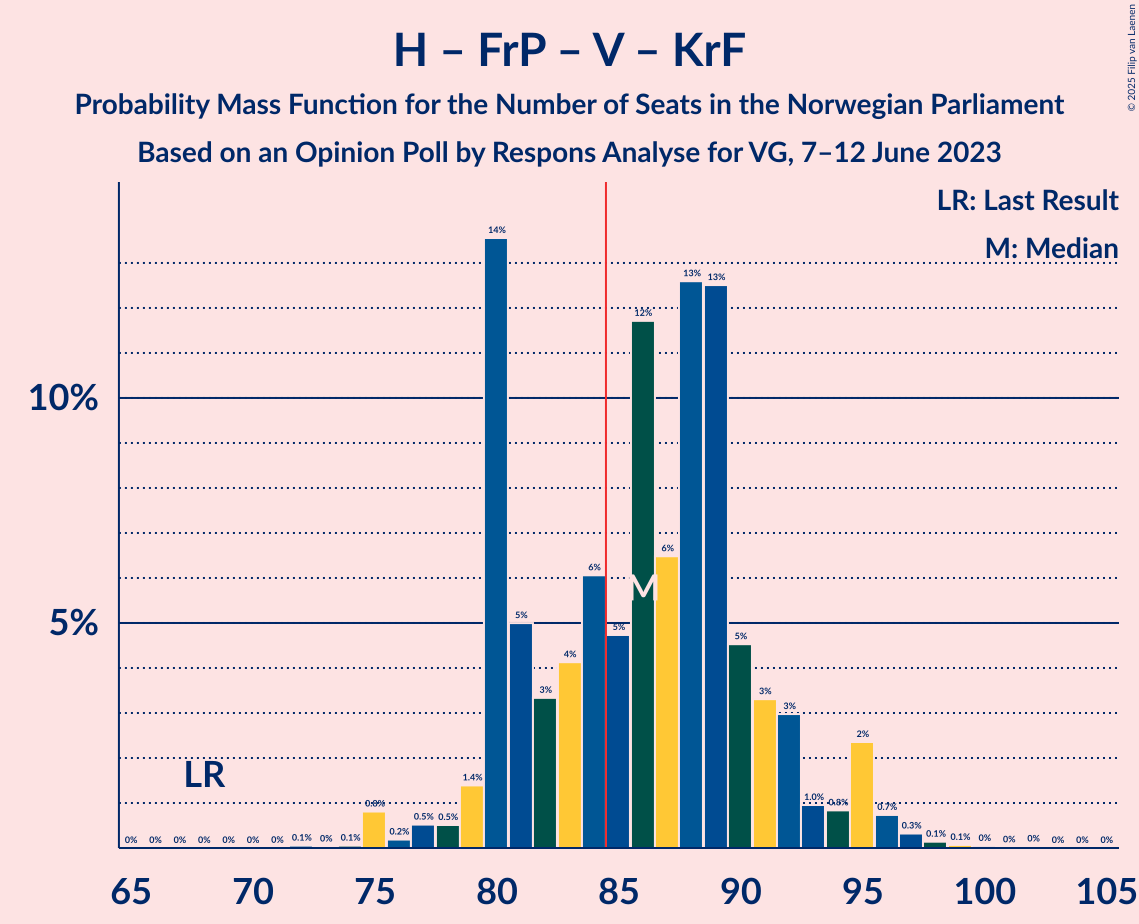 H – FrP – V – KrF
Probability Mass Function for the Number of Seats in the Norwegian Parliament
Based on an Opinion Poll by Respons Analyse for VG, 7–12 June 2023
© 2025 Filip van Laenen
LR: Last Result
M: Median
10%
5%
LR
M
0% 0% 0% 0% 0% 0% 0% 0.1% 0% 0.1% 0.8% 0.2% 0.5% 0.5% 1.4% 14% 5% 3% 4% 6% 5% 12% 6% 13% 13% 5% 3% 3% 1.0% 0.8% 2% 0.7% 0.3% 0.1% 0.1% 0% 0% 0% 0% 0% 0%
65 70 75 80 85 90 95 100 105